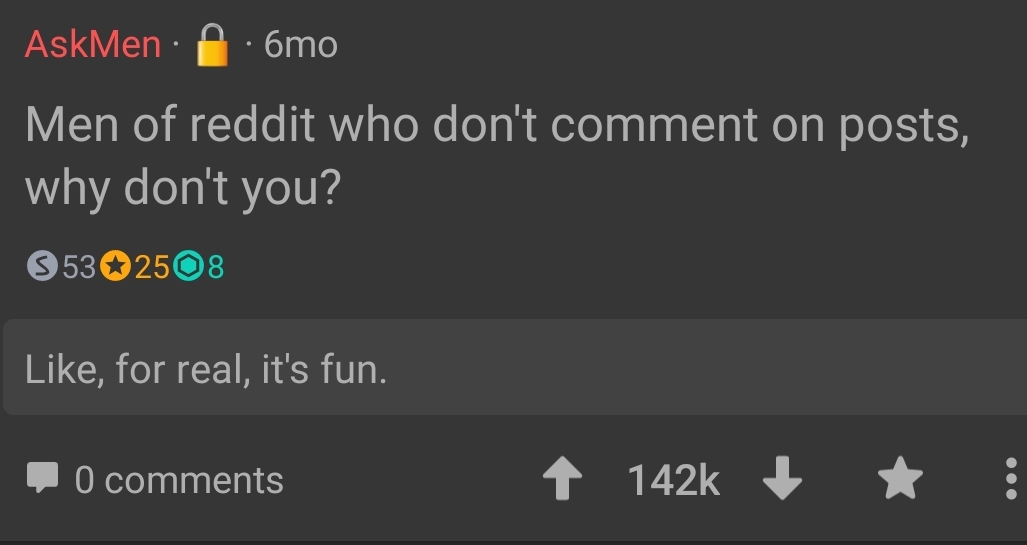 AskMen · 🔒 · 6mo
Men of reddit who don't comment on posts,
why don't you?
S 53 25 8
Like, for real, it's fun.
0 comments 142k